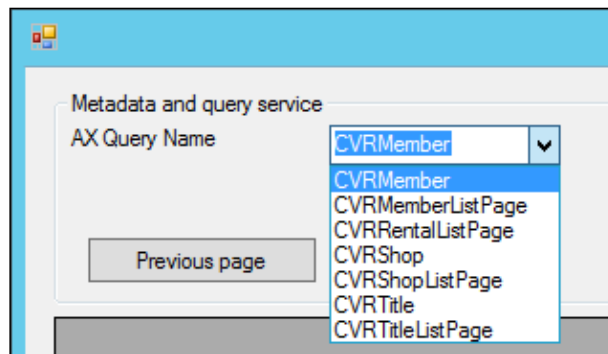 Metadata and query service
AX Query Name
CVRMember
CVRMember
CVRMemberListPage
CVRRentalListPage
CVRShop
CVRShopListPage
CVRTitle
CVRTitleListPage
Previous page